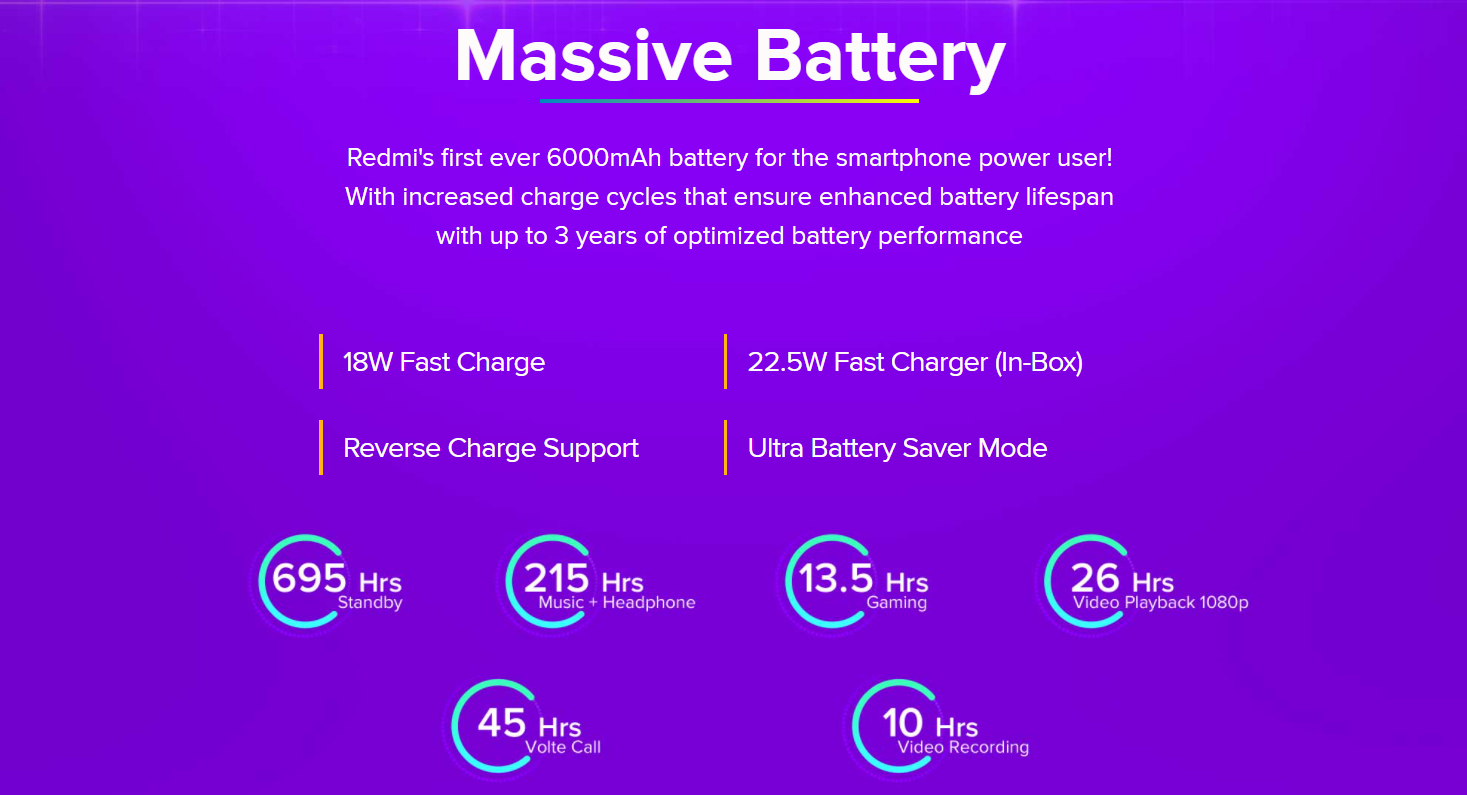 Massive Battery
Redmi's first ever 6000mAh battery for the smartphone power user!
With increased charge cycles that ensure enhanced battery lifespan
with up to 3 years of optimized battery performance
18W Fast Charge
22.5W Fast Charger (In-Box)
Reverse Charge Support
Ultra Battery Saver Mode
695 Hrs
Standby
215 Hrs
Music + Headphone
13.5 Hrs
Gaming
26 Hrs
Video Playback 1080p
45 Hrs
Volte Call
10 Hrs
Video Recording